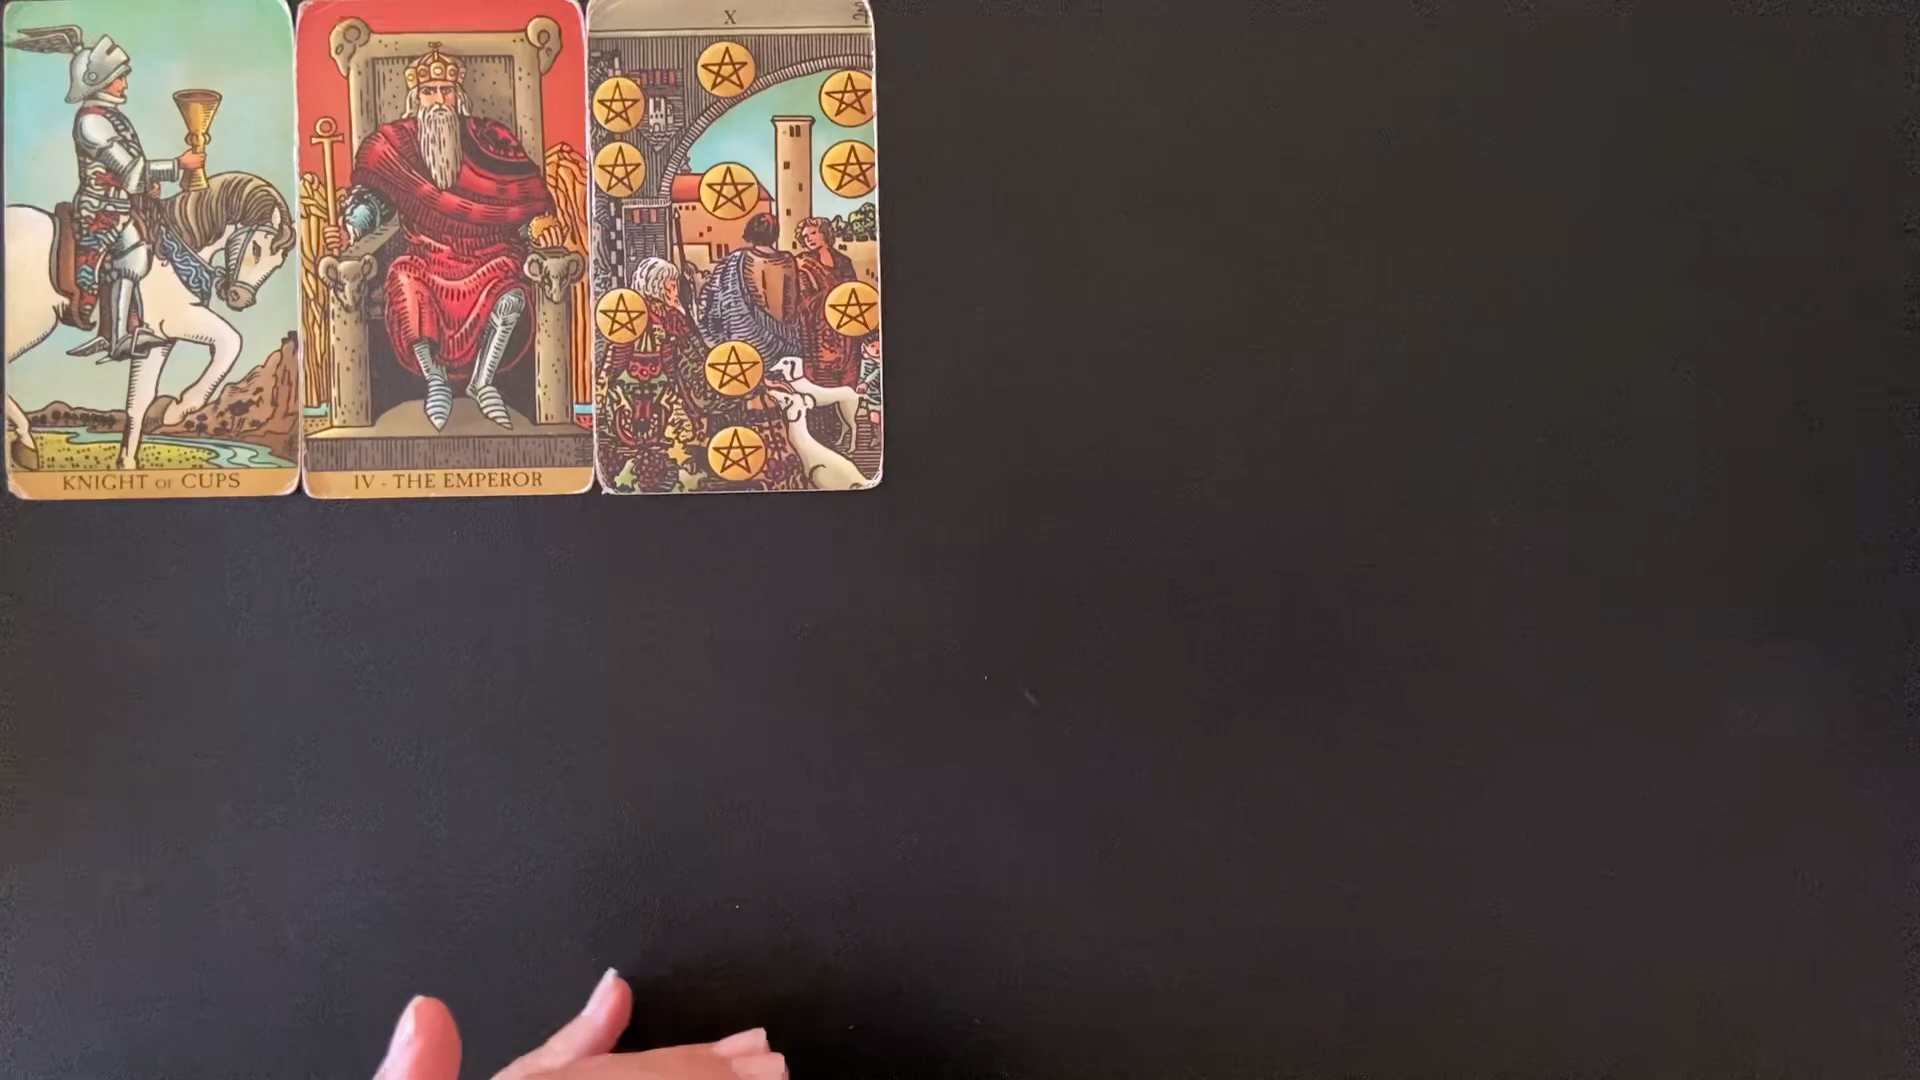 X
KNIGHT OF CUPS
IV - THE EMPEROR